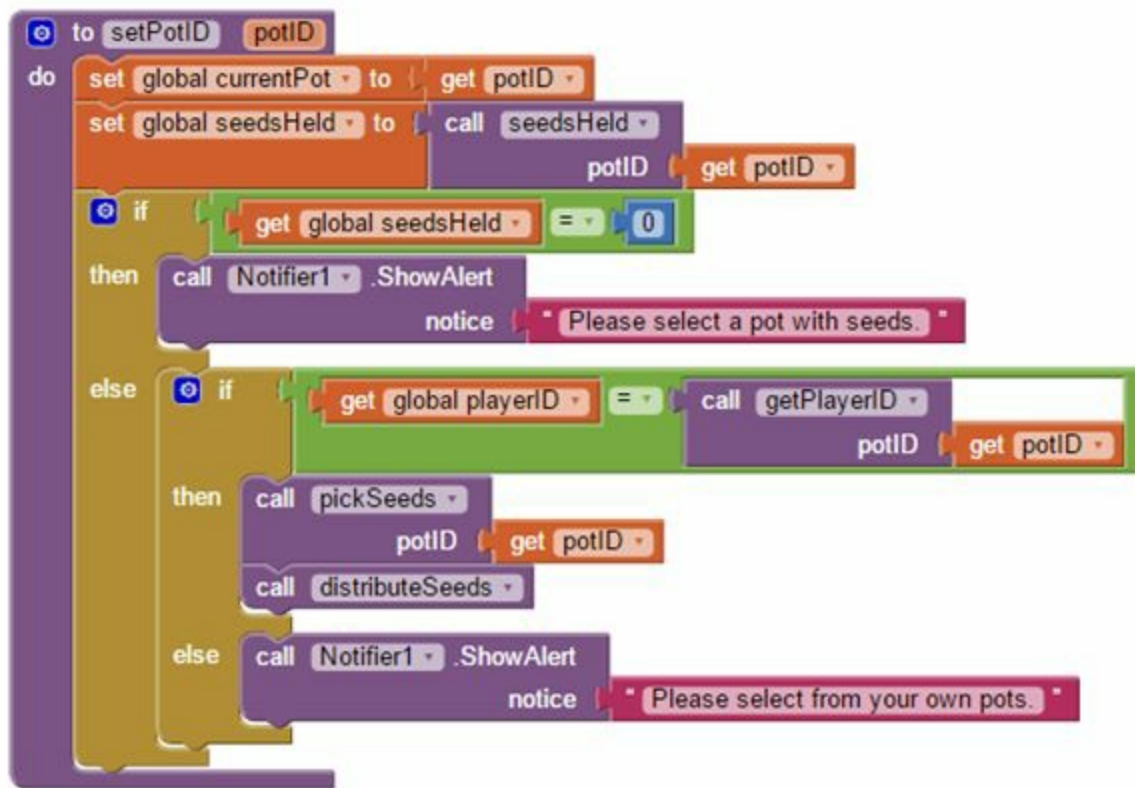 to setPotID potID
do set global currentPot to get potID
set global seedsHeld to call seedsHeld
potID get potID
if get global seedsHeld = 0
then call Notifier1 .ShowAlert
notice " Please select a pot with seeds. "
else if get global playerID = call getPlayerID
potID get potID
then call pickSeeds
potID get potID
call distributeSeeds
else call Notifier1 .ShowAlert
notice " Please select from your own pots. "